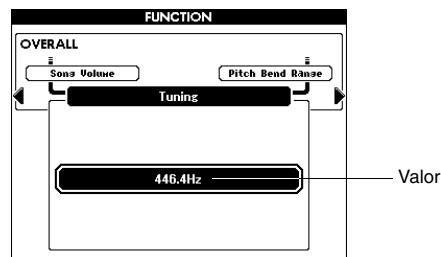 FUNCTION
OVERALL
Song Volume
Pitch Bend Range
Tuning
446.4Hz
Valor